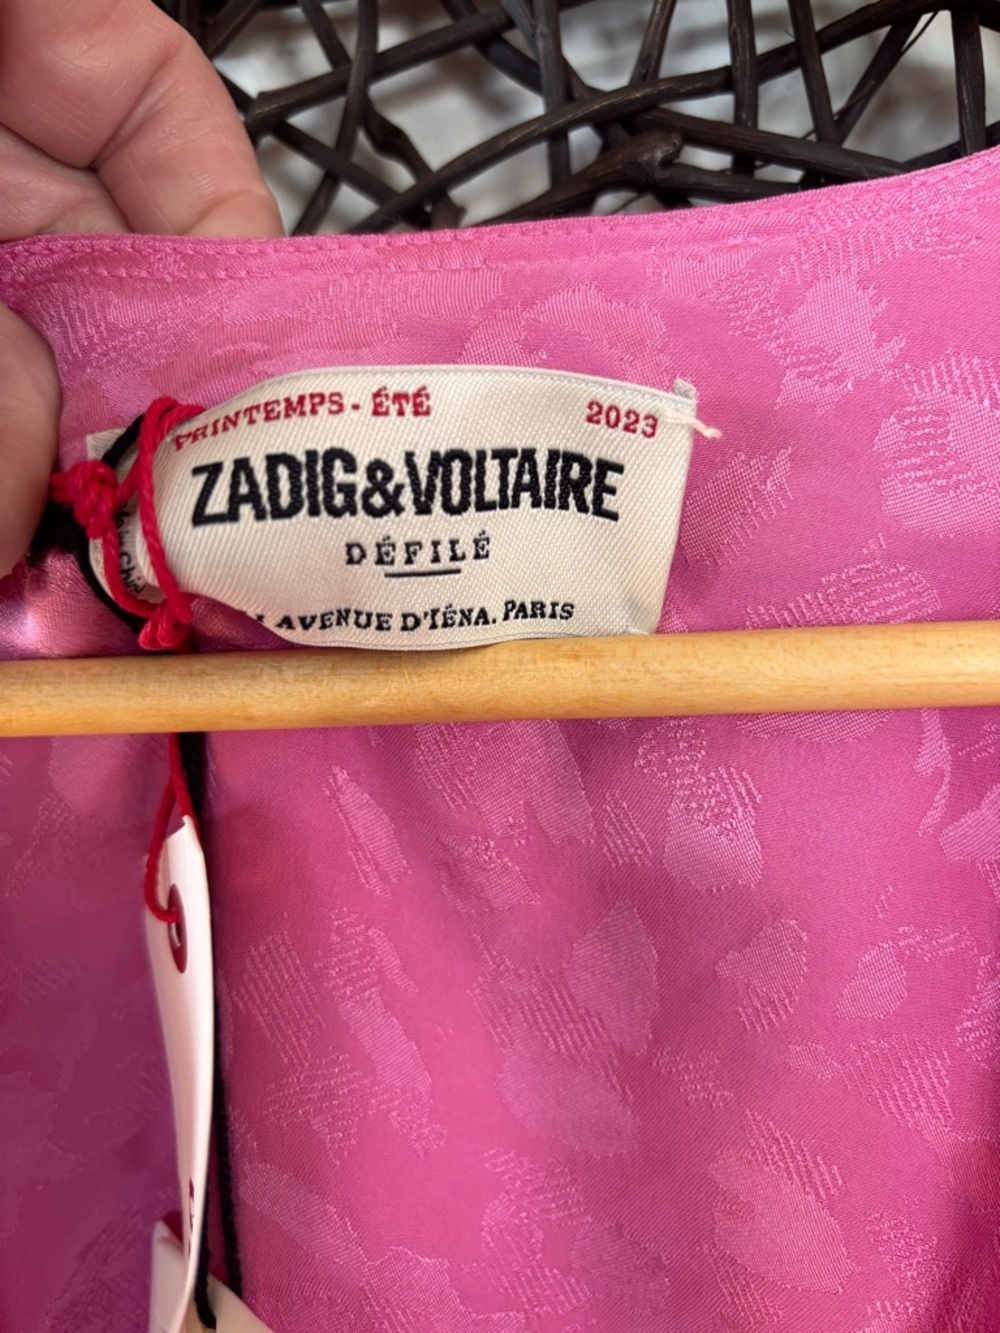 PRINTEMPS - ÉTÉ 2023
ZADIG&VOLTAIRE
DÉFILÉ
AVENUE D'IÉNA. PARIS